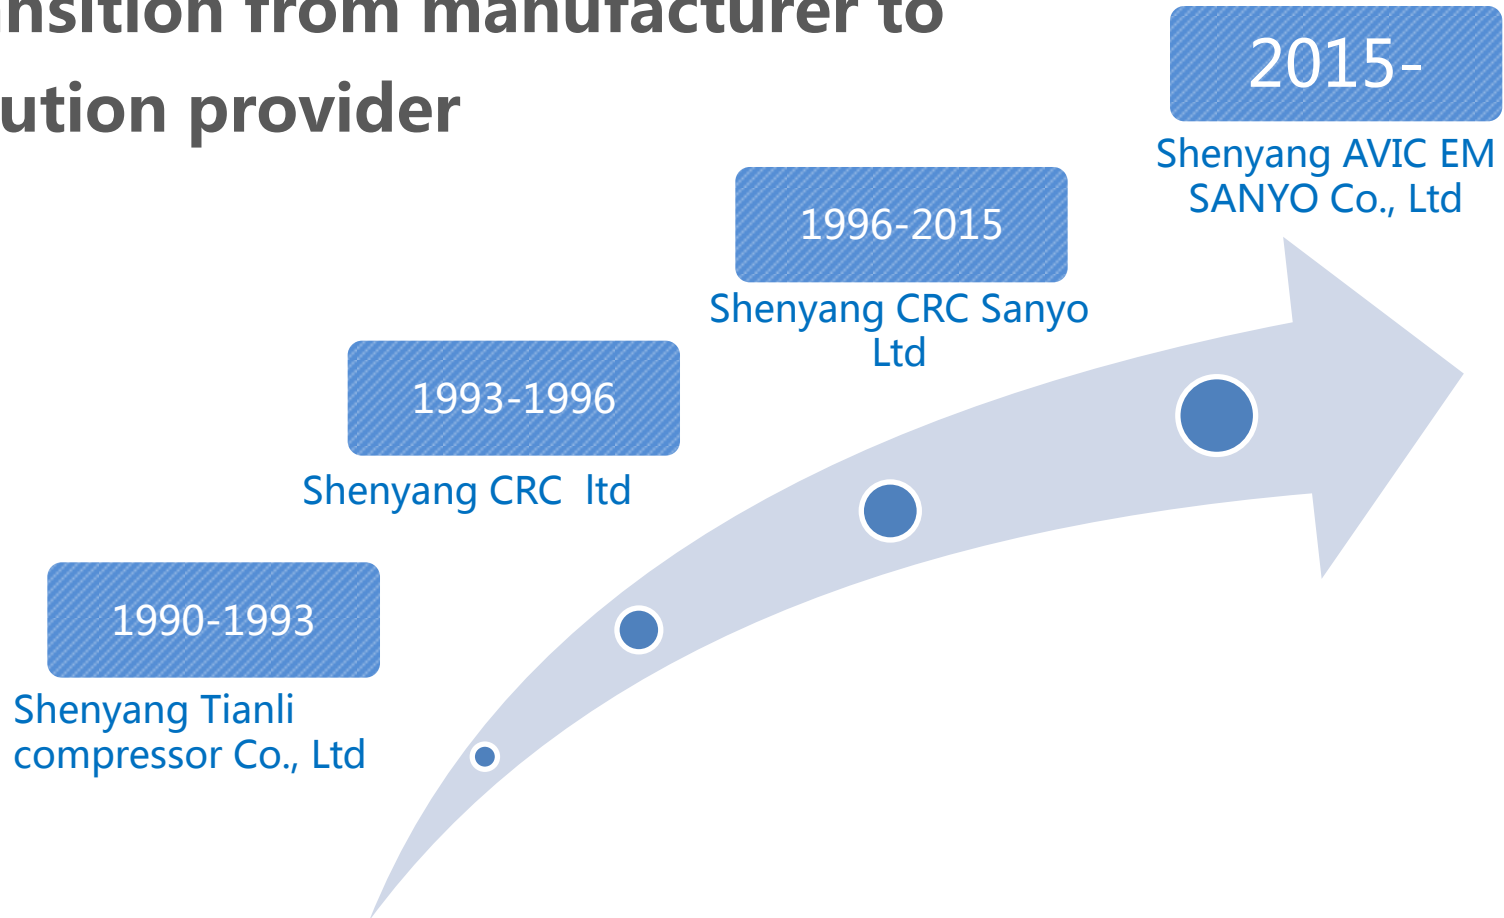 nsition from manufacturer to
ution provider
2015-
Shenyang AVIC EM
SANYO Co., Ltd
1996-2015
Shenyang CRC Sanyo
Ltd
1993-1996
Shenyang CRC  ltd
1990-1993
Shenyang Tianli
compressor Co., Ltd